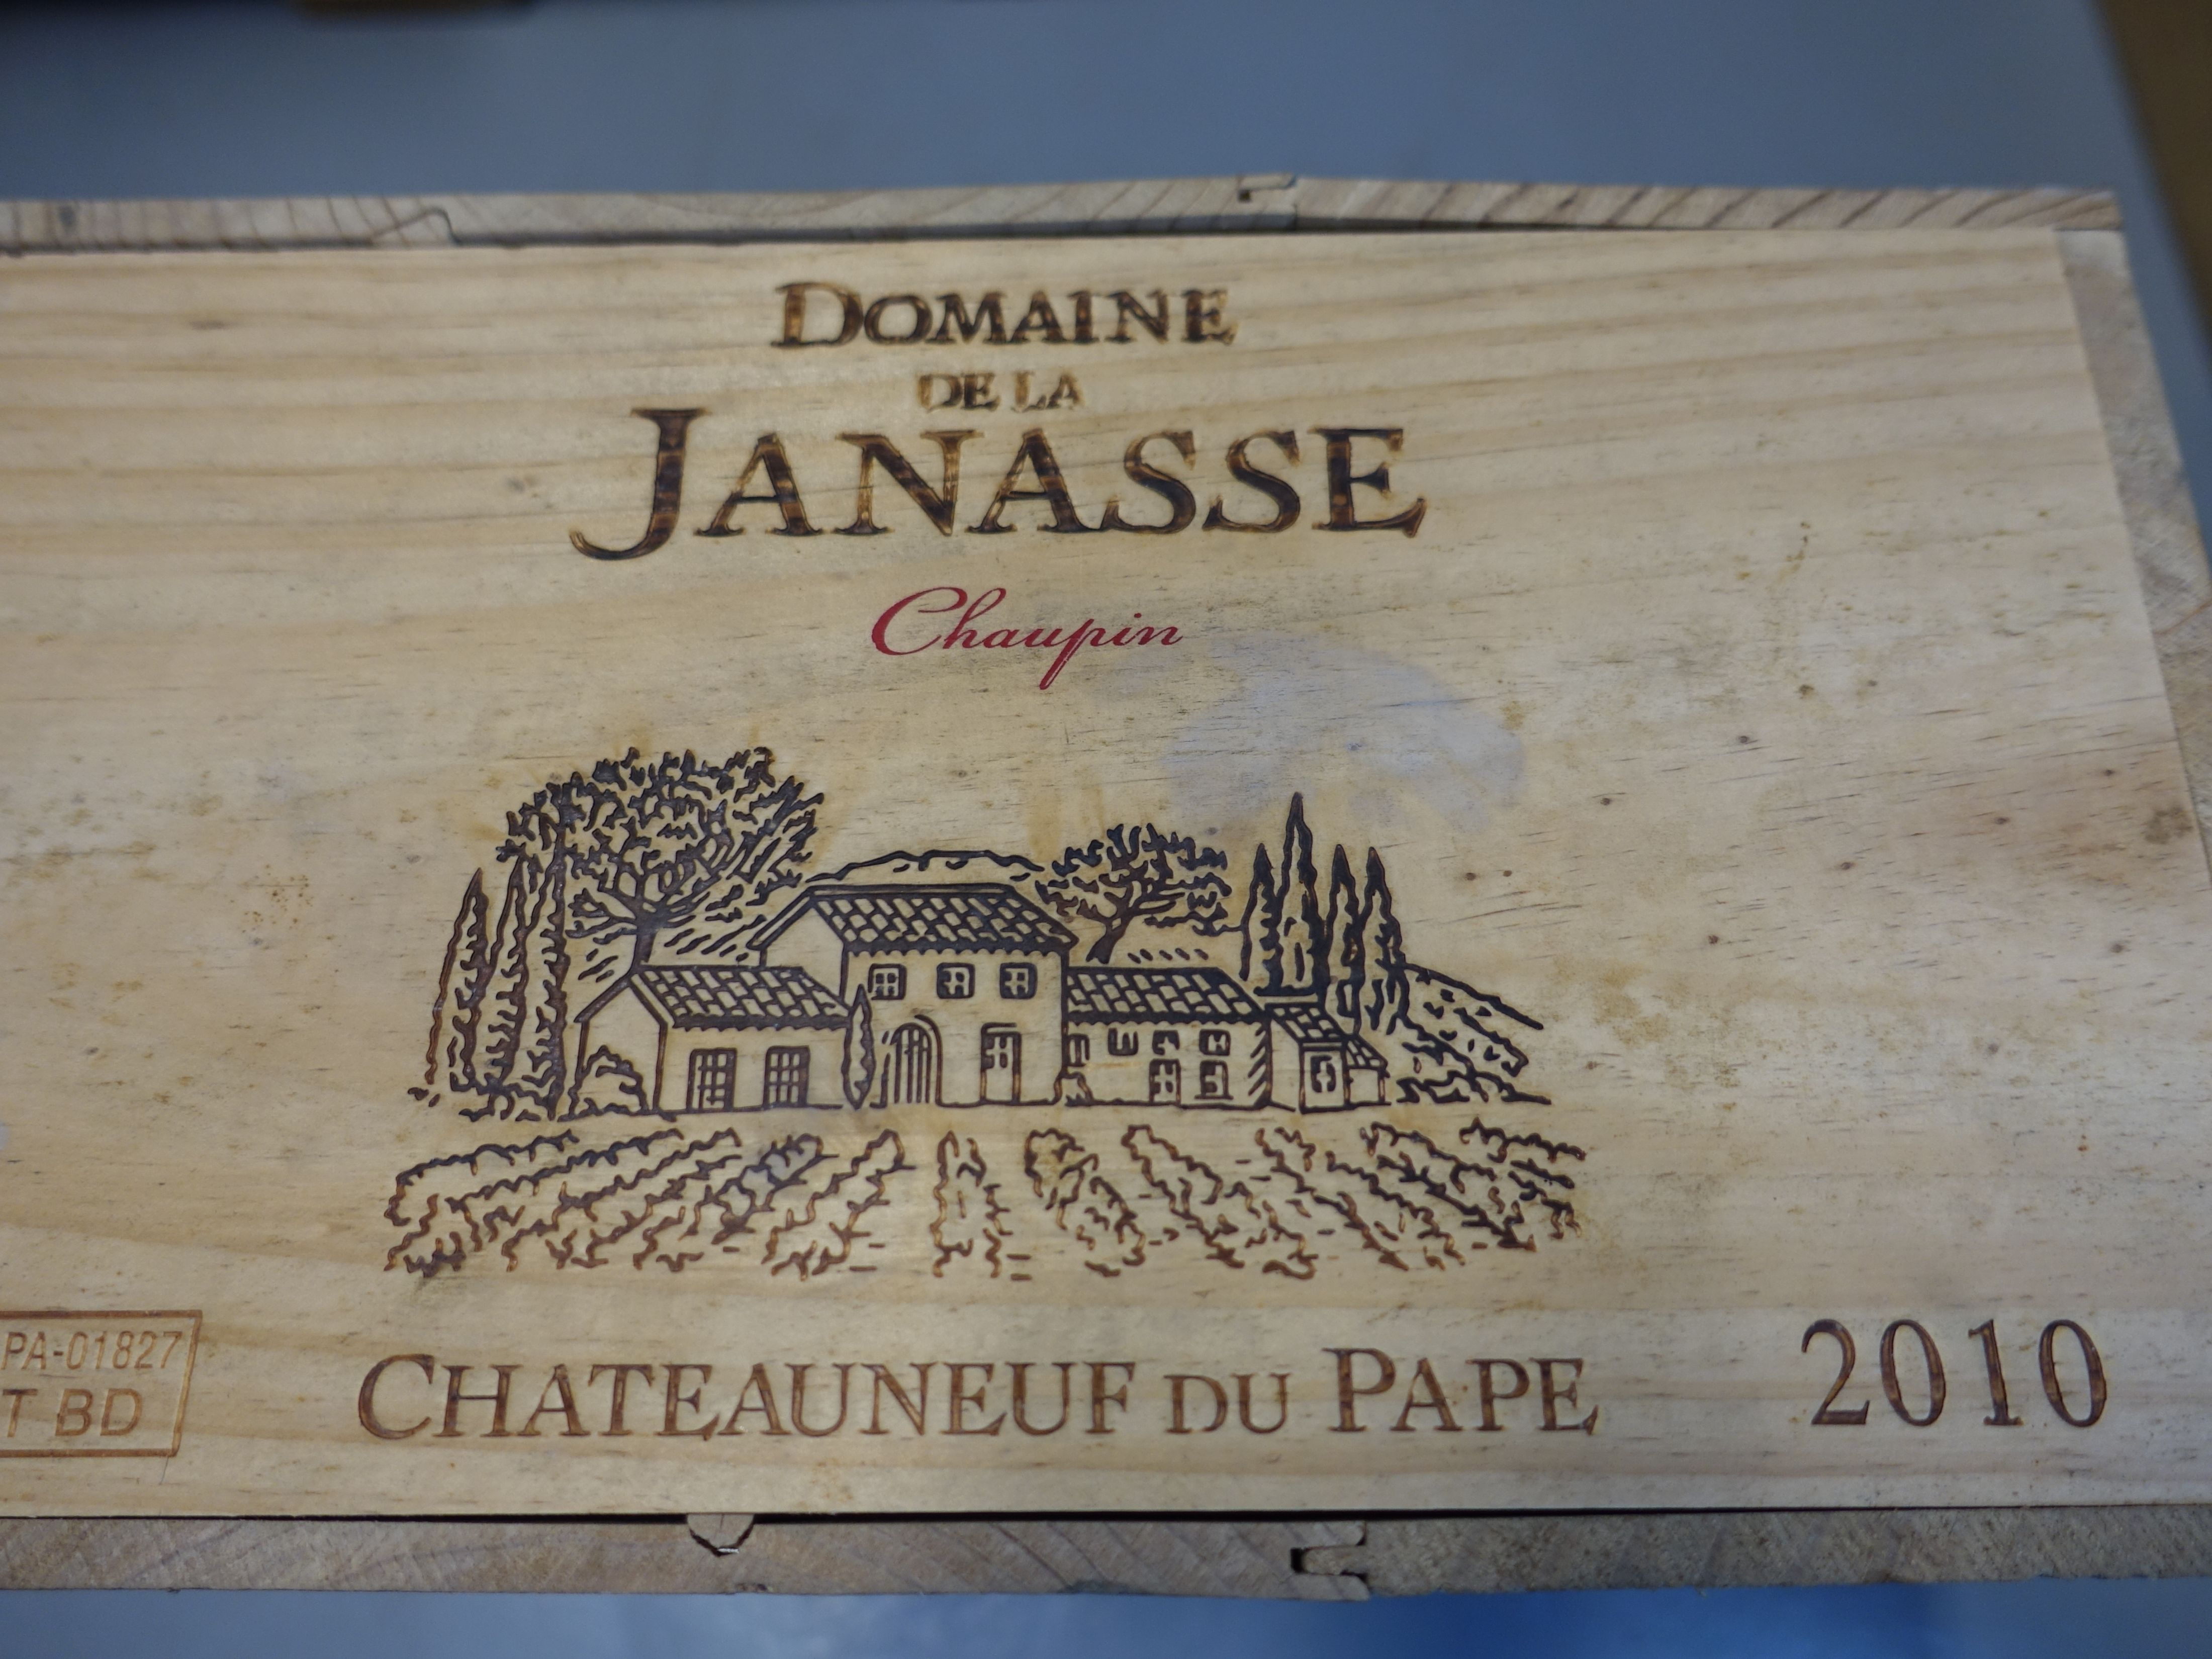 DOMAINE
DE LA
JANASSE
Chaupin
PA-01827
T BD
CHATEAUNEUF DU PAPE
2010